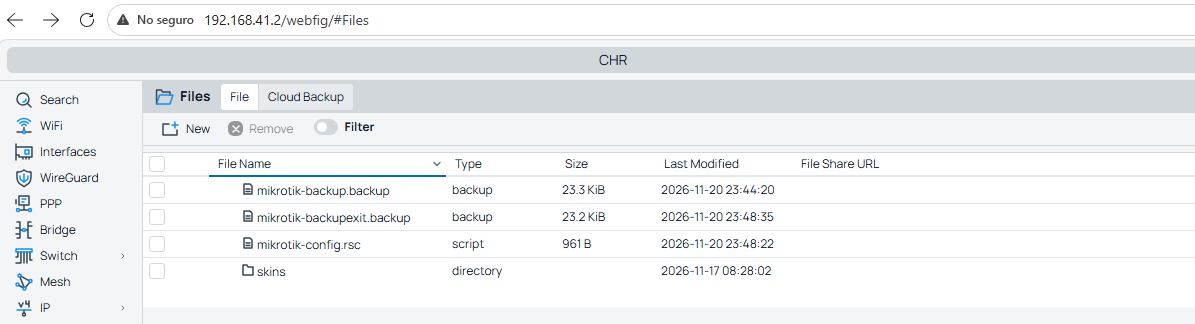 No seguro 192.168.41.2/webfig/#Files
CHR
Search
WiFi
Interfaces
WireGuard
PPP
Bridge
Switch
Mesh
v4 IP
Files File Cloud Backup
New Remove Filter
File Name Type Size Last Modified File Share URL
mikrotik-backup.backup backup 23.3 KiB 2026-11-20 23:44:20
mikrotik-backupexit.backup backup 23.2 KiB 2026-11-20 23:48:35
mikrotik-config.rsc script 961 B 2026-11-20 23:48:22
skins directory 2026-11-17 08:28:02